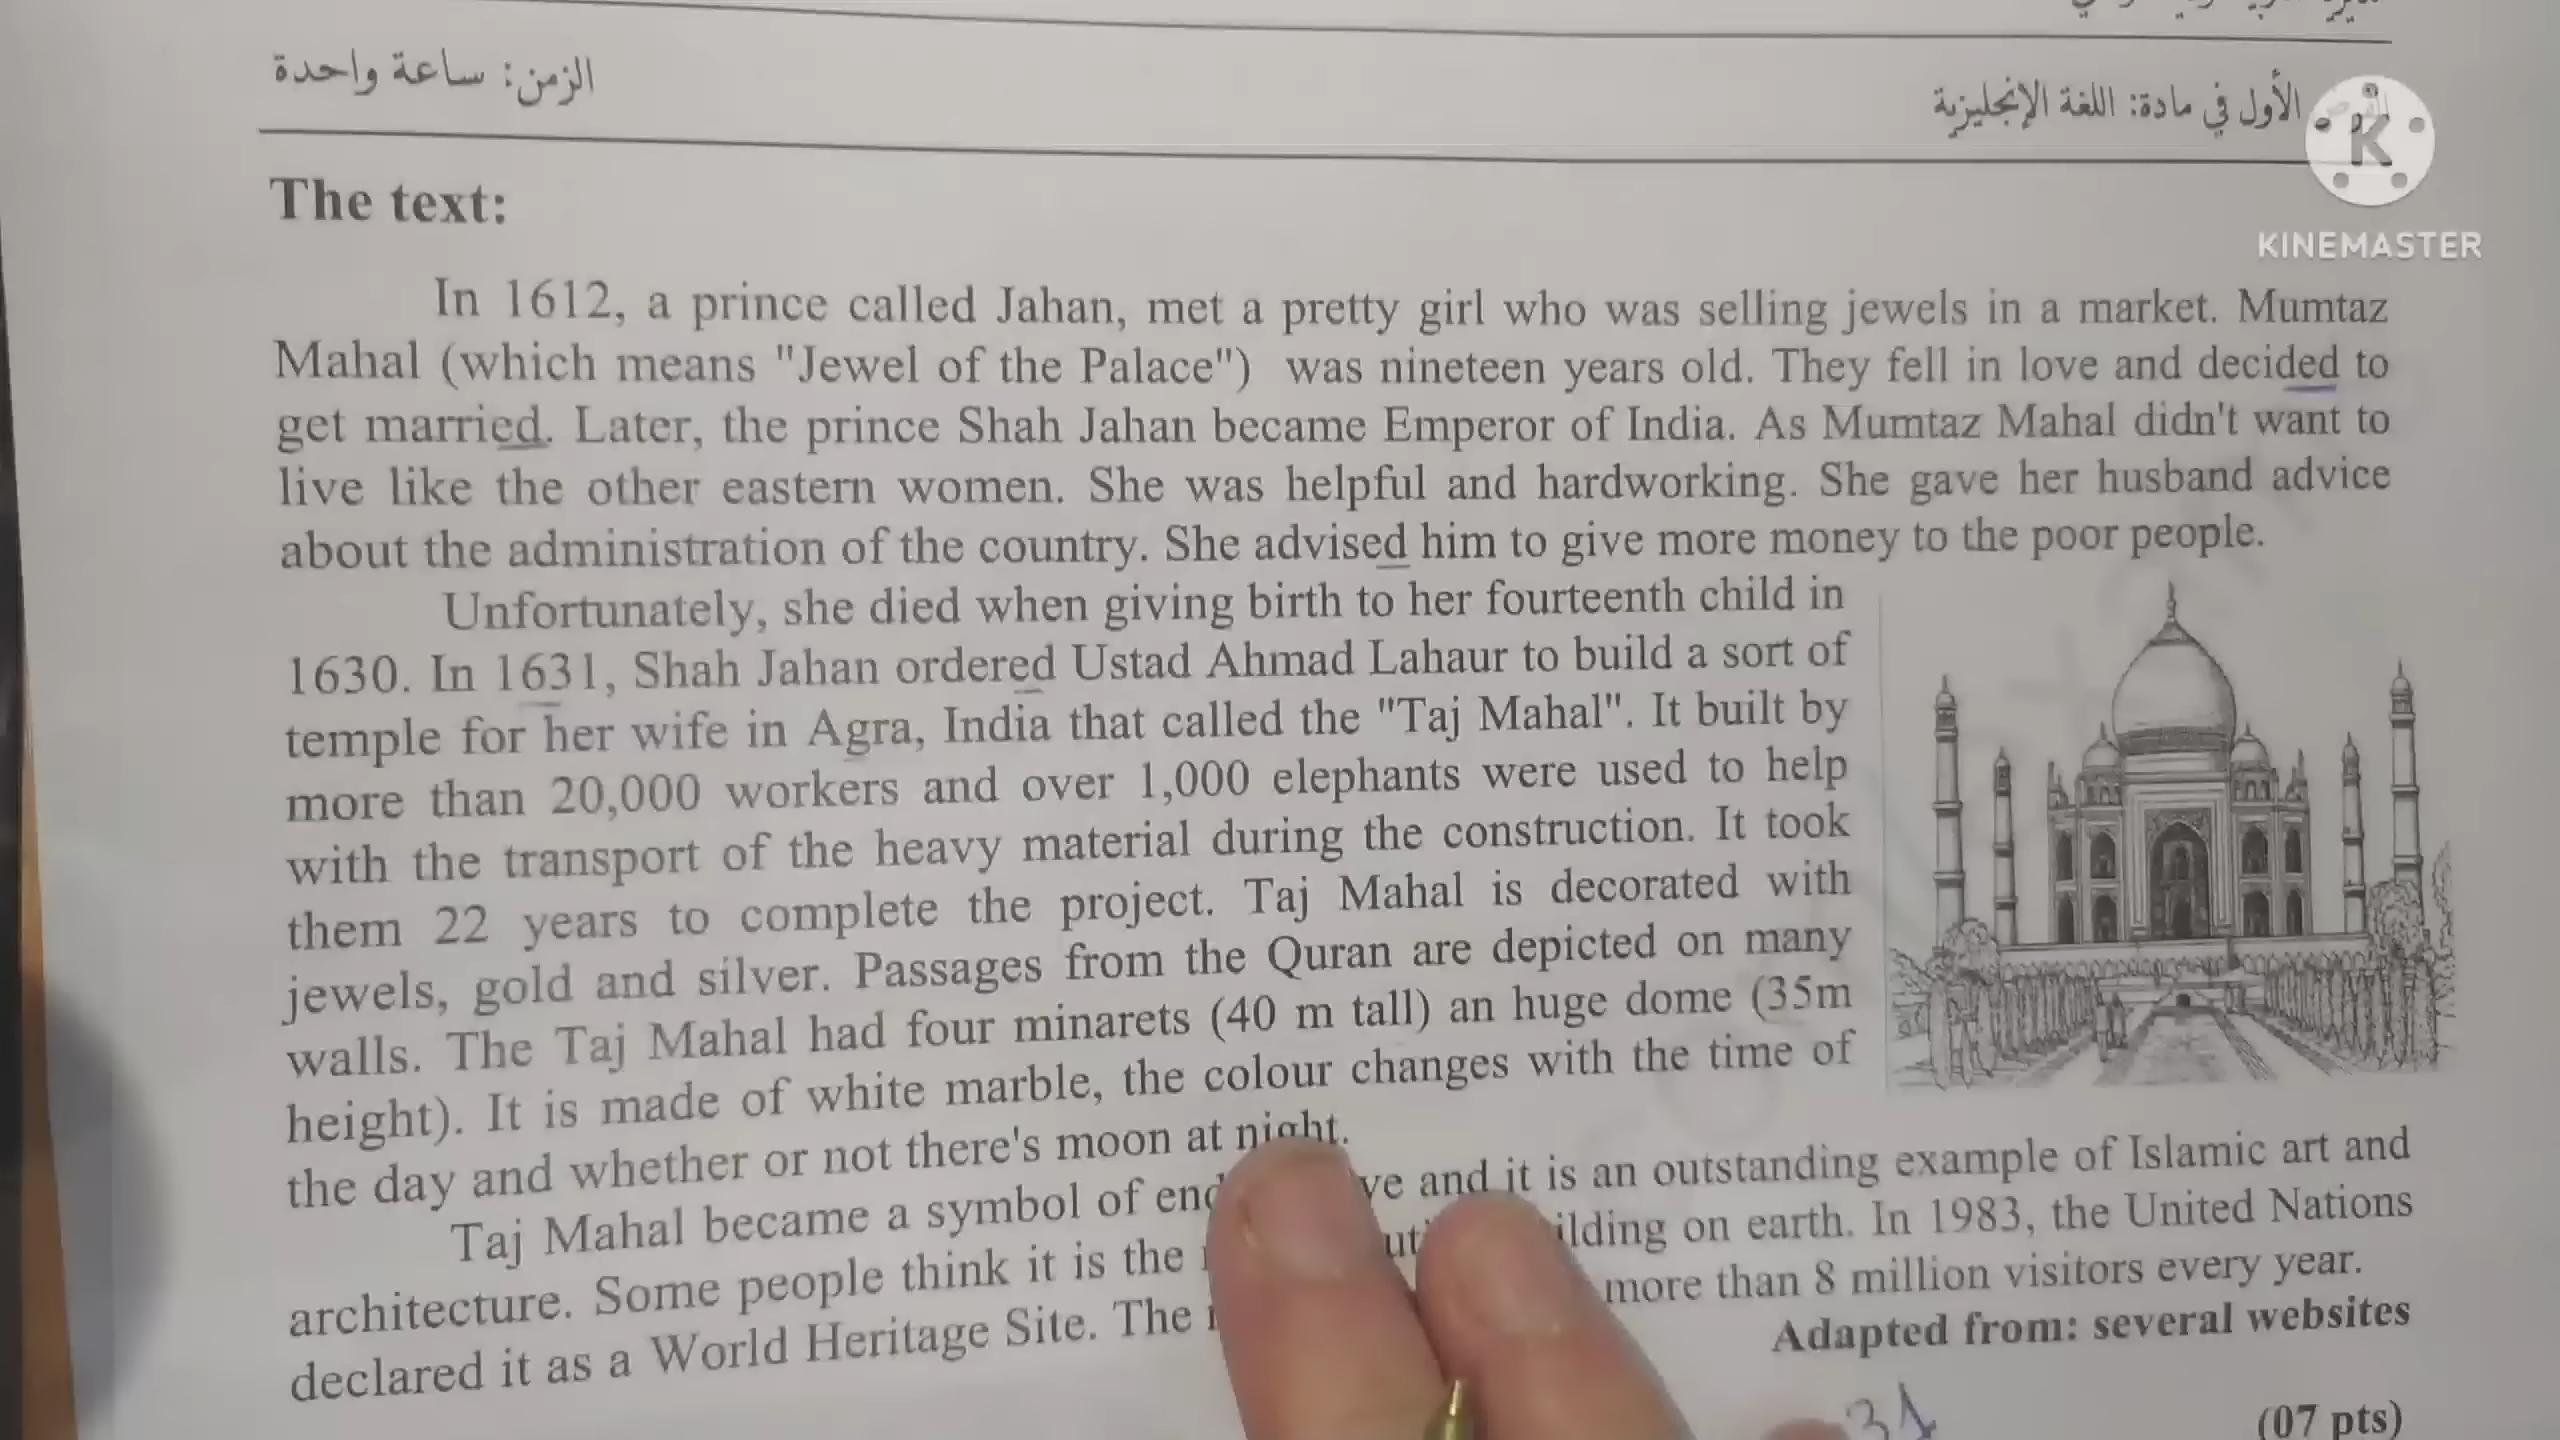 الأول في مادة: اللغة الإنجليزية
الزمن: ساعة واحدة
K
KINEMASTER
The text:
In 1612, a prince called Jahan, met a pretty girl who was selling jewels in a market. Mumtaz
Mahal (which means "Jewel of the Palace") was nineteen years old. They fell in love and decided to
get married. Later, the prince Shah Jahan became Emperor of India. As Mumtaz Mahal didn't want to
live like the other eastern women. She was helpful and hardworking. She gave her husband advice
about the administration of the country. She advised him to give more money to the poor people.
Unfortunately, she died when giving birth to her fourteenth child in
1630. In 1631, Shah Jahan ordered Ustad Ahmad Lahaur to build a sort of
temple for her wife in Agra, India that called the "Taj Mahal". It built by
more than 20,000 workers and over 1,000 elephants were used to help
with the transport of the heavy material during the construction. It took
them 22 years to complete the project. Taj Mahal is decorated with
jewels, gold and silver. Passages from the Quran are depicted on many
walls. The Taj Mahal had four minarets (40 m tall) an huge dome (35m
height). It is made of white marble, the colour changes with the time of
the day and whether or not there's moon at night.
Taj Mahal became a symbol of and it is an outstanding example of Islamic art and
architecture. Some people think it is the on earth. In 1983, the United Nations
declared it as a World Heritage Site. The more than 8 million visitors every year.
Adapted from: several websites
31
(07 pts)